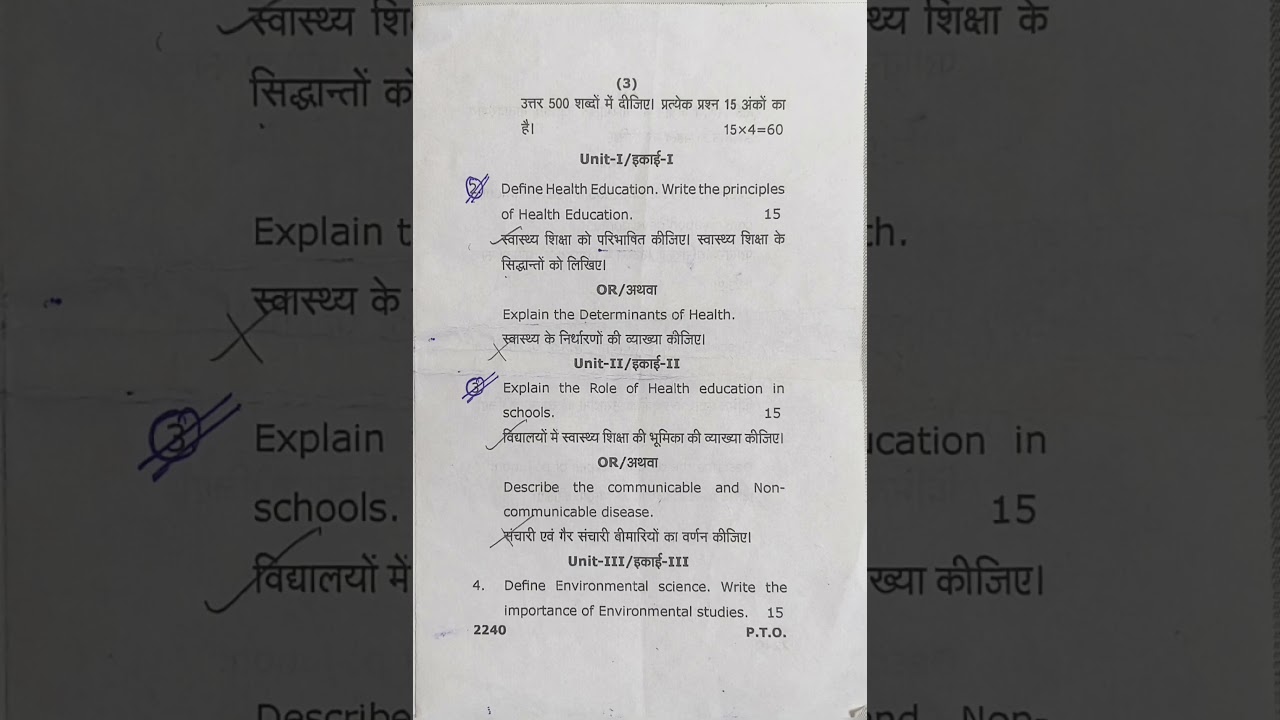 (3)
उत्तर 500 शब्दों में दीजिए। प्रत्येक प्रश्न 15 अंकों का
है। 15×4=60
Unit-I/इकाई-I
2. Define Health Education. Write the principles
of Health Education. 15
स्वास्थ्य शिक्षा को परिभाषित कीजिए। स्वास्थ्य शिक्षा के
सिद्धान्तों को लिखिए।
OR/अथवा
Explain the Determinants of Health.
स्वास्थ्य के निर्धारणों की व्याख्या कीजिए।
Unit-II/इकाई-II
3. Explain the Role of Health education in
schools. 15
विद्यालयों में स्वास्थ्य शिक्षा की भूमिका की व्याख्या कीजिए।
OR/अथवा
Describe the communicable and Non-
communicable disease.
संचारी एवं गैर संचारी बीमारियों का वर्णन कीजिए।
Unit-III/इकाई-III
4. Define Environmental science. Write the
importance of Environmental studies. 15
2240 P.T.O.